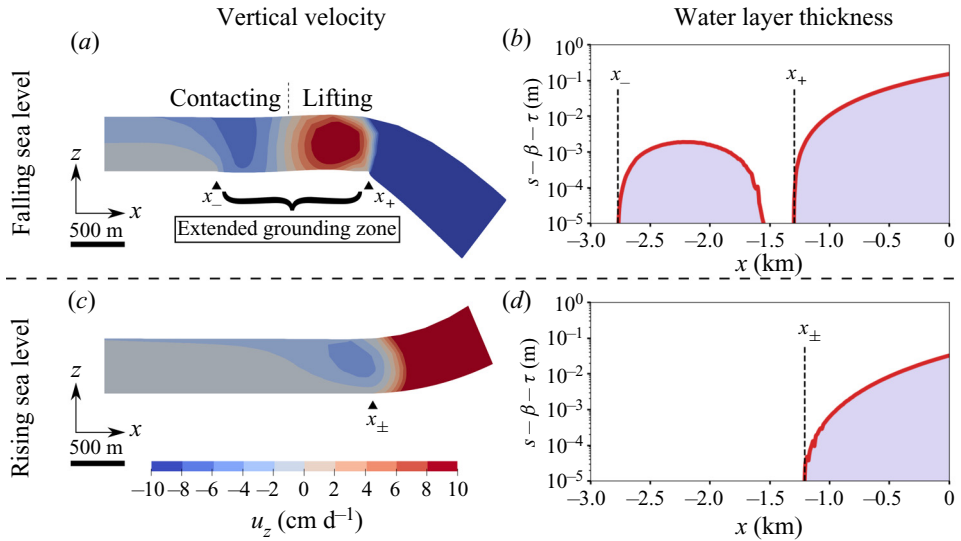 Vertical velocity
Water layer thickness
Falling sea level
(a)
Contacting
Lifting
z
x
x−
x+
Extended grounding zone
500 m
(b)
s − β − τ (m)
10⁰
10⁻¹
10⁻²
10⁻³
10⁻⁴
10⁻⁵
x−
x+
−3.0 −2.5 −2.0 −1.5 −1.0 −0.5 0
x (km)
Rising sea level
(c)
z
x
x±
500 m
−10 −8 −6 −4 −2 0 2 4 6 8 10
u_z (cm d⁻¹)
(d)
s − β − τ (m)
10⁰
10⁻¹
10⁻²
10⁻³
10⁻⁴
10⁻⁵
x±
−3.0 −2.5 −2.0 −1.5 −1.0 −0.5 0
x (km)